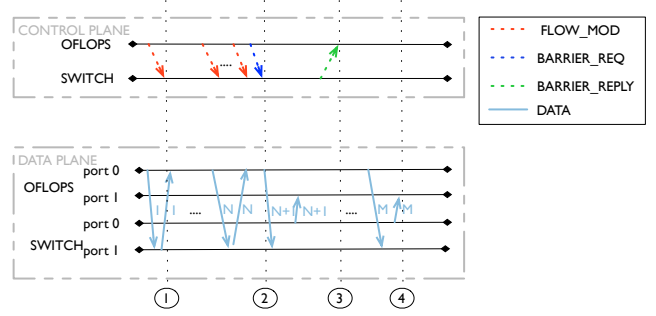 CONTROL PLANE
OFLOPS
SWITCH
....
FLOW_MOD
BARRIER_REQ
BARRIER_REPLY
DATA
DATA PLANE
port 0
OFLOPS
port 1
port 0
SWITCH port 1
1 1 .... N N N+1 N+1 .... M M
1 2 3 4